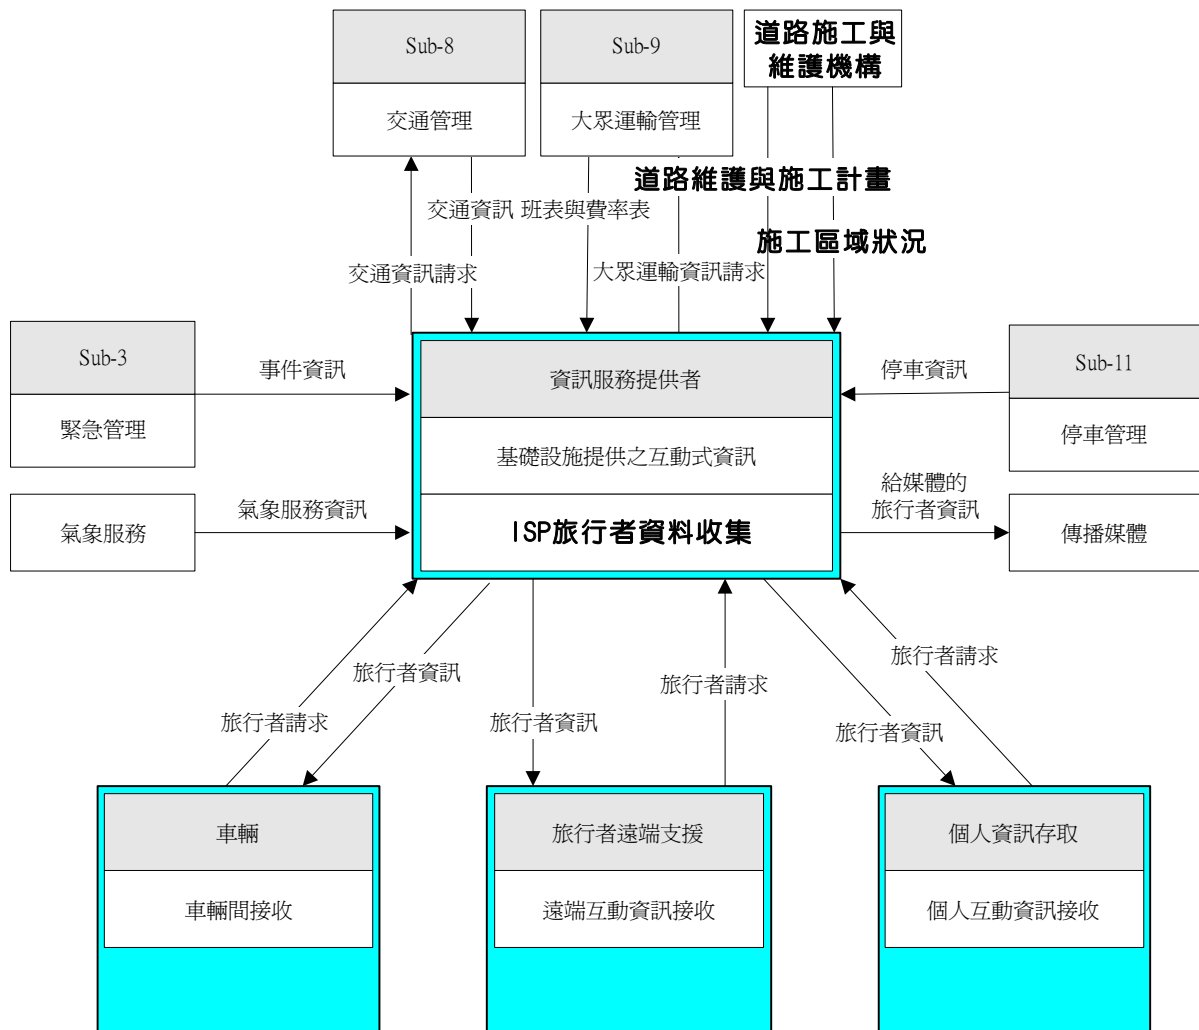 Sub-8
交通管理
Sub-9
大眾運輸管理
道路施工與
維護機構
道路維護與施工計畫
交通資訊
班表與費率表
施工區域狀況
交通資訊請求
大眾運輸資訊請求
Sub-3
緊急管理
事件資訊
資訊服務提供者
基礎設施提供之互動式資訊
ISP旅行者資料收集
停車資訊
Sub-11
停車管理
氣象服務
氣象服務資訊
給媒體的
旅行者資訊
傳播媒體
旅行者請求
旅行者資訊
旅行者資訊
旅行者請求
旅行者資訊
旅行者請求
車輛
車輛間接收
旅行者遠端支援
遠端互動資訊接收
個人資訊存取
個人互動資訊接收